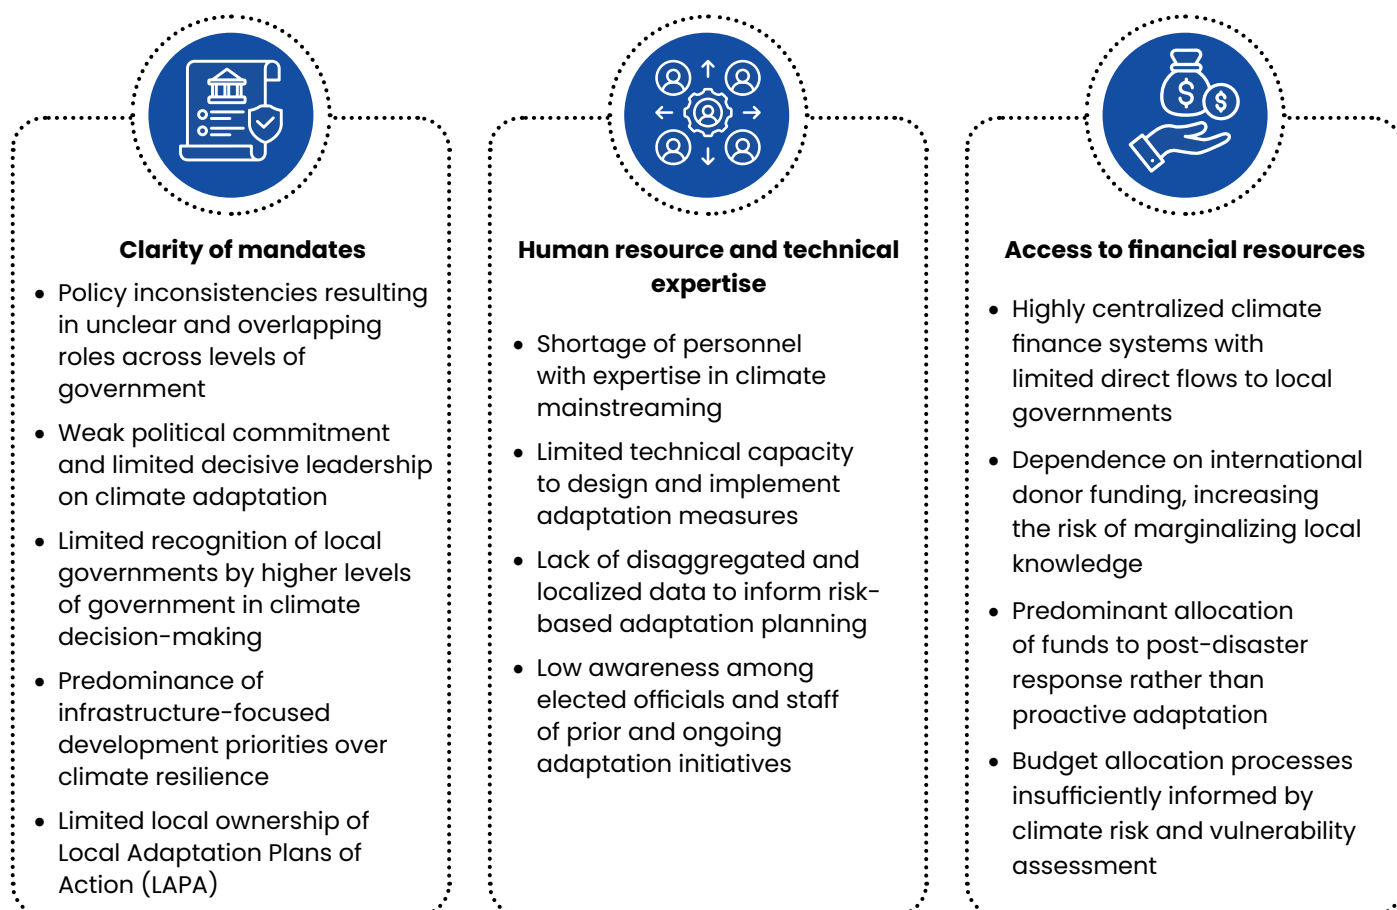 Clarity of mandates
• Policy inconsistencies resulting
in unclear and overlapping
roles across levels of
government
• Weak political commitment
and limited decisive leadership
on climate adaptation
• Limited recognition of local
governments by higher levels
of government in climate
decision-making
• Predominance of
infrastructure-focused
development priorities over
climate resilience
• Limited local ownership of
Local Adaptation Plans of
Action (LAPA)
Human resource and technical
expertise
• Shortage of personnel
with expertise in climate
mainstreaming
• Limited technical capacity
to design and implement
adaptation measures
• Lack of disaggregated and
localized data to inform risk-
based adaptation planning
• Low awareness among
elected officials and staff
of prior and ongoing
adaptation initiatives
$ $
Access to financial resources
• Highly centralized climate
finance systems with
limited direct flows to local
governments
• Dependence on international
donor funding, increasing
the risk of marginalizing local
knowledge
• Predominant allocation
of funds to post-disaster
response rather than
proactive adaptation
• Budget allocation processes
insufficiently informed by
climate risk and vulnerability
assessment